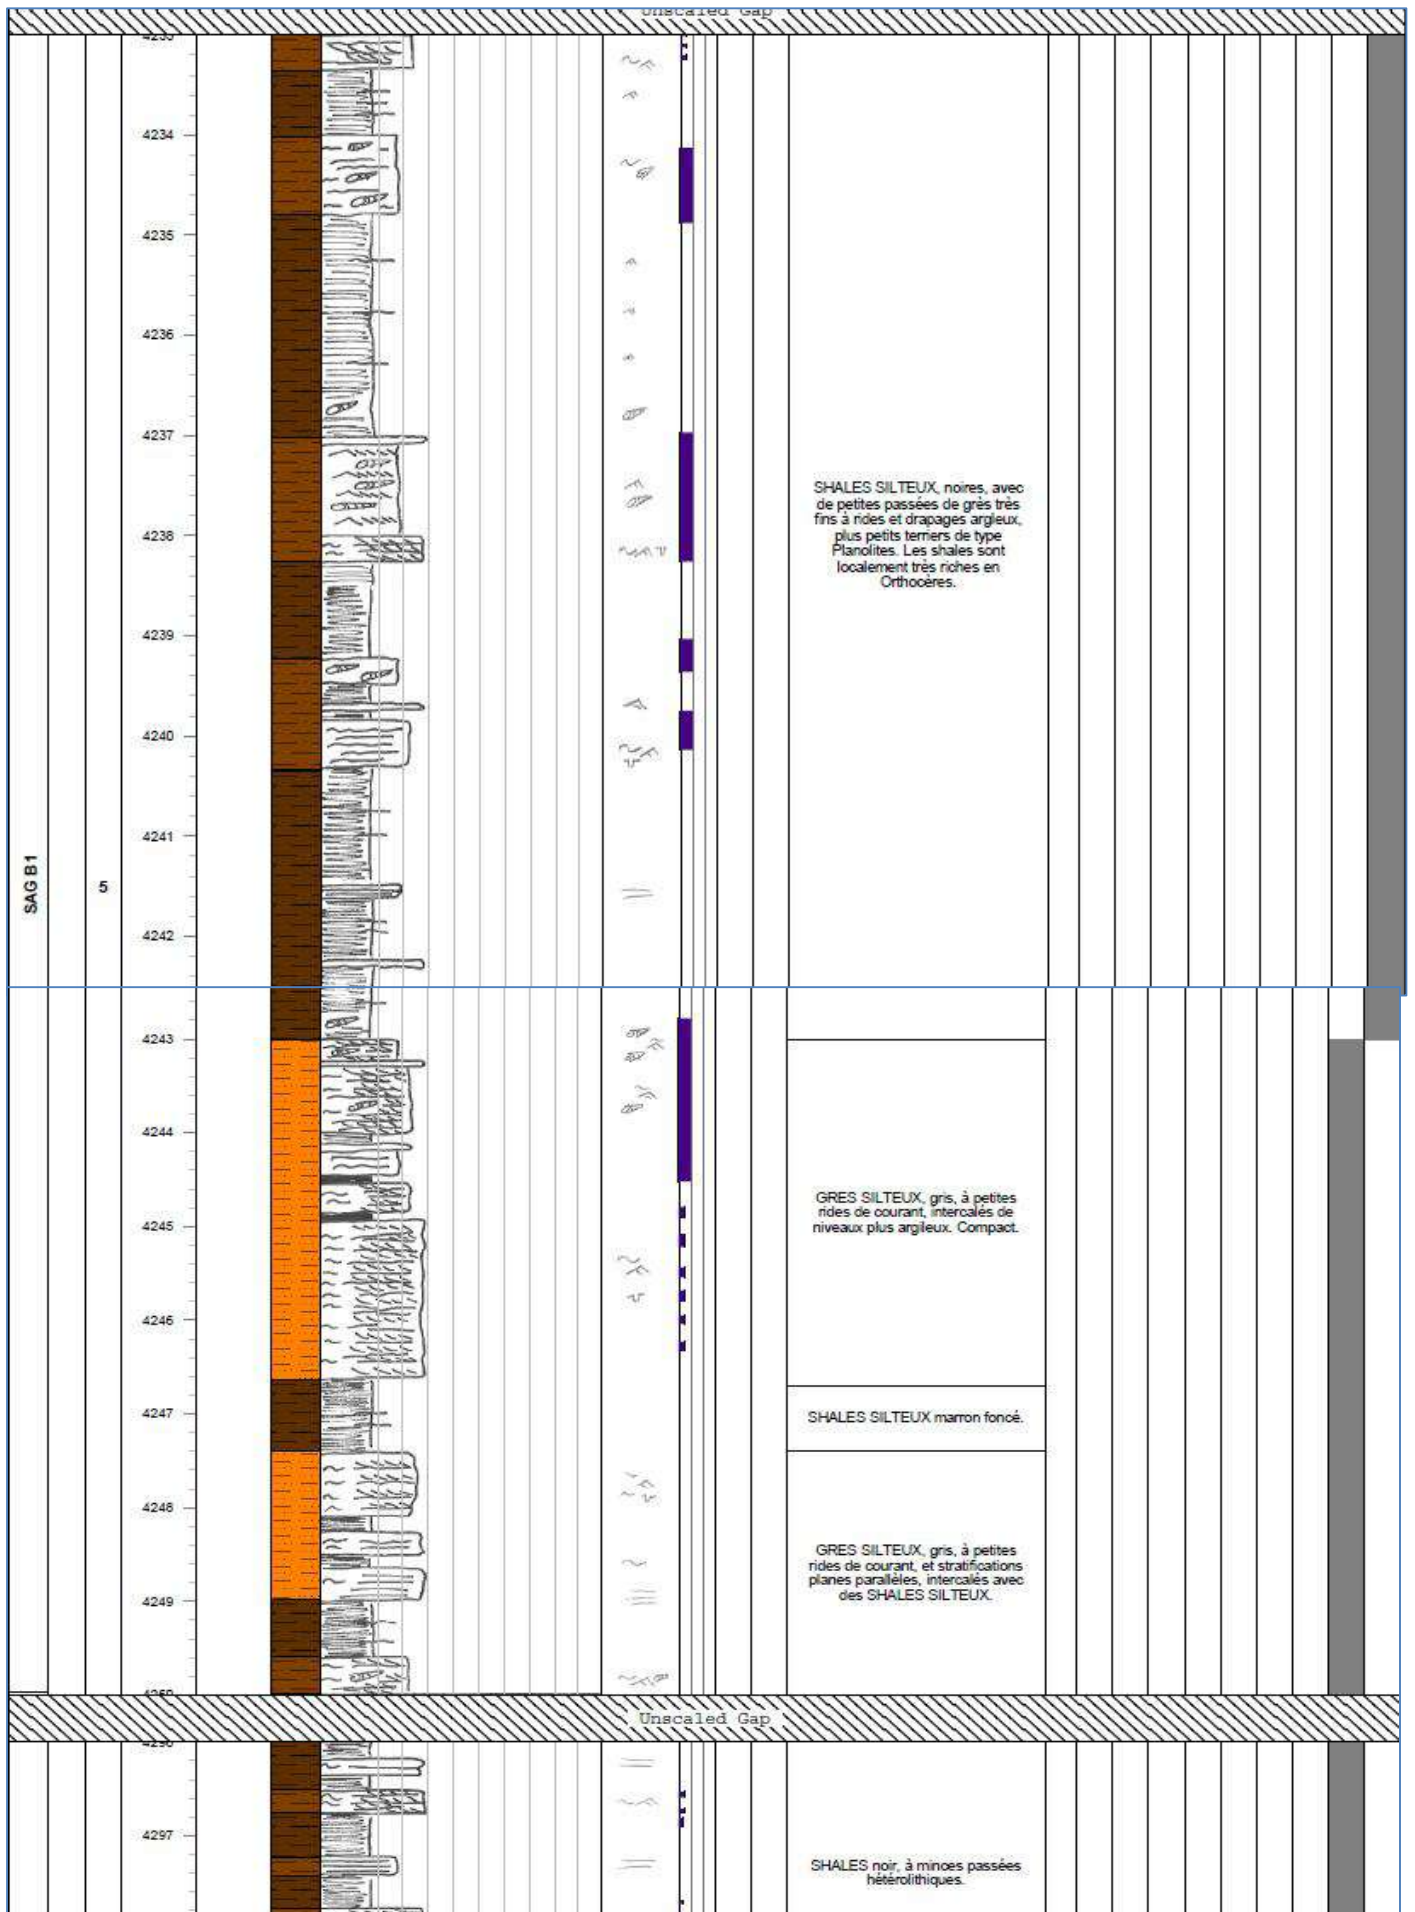 Unscaled Gap
4233
4234
4235
4236
4237
SHALES SILTEUX, noires, avec
de petites passées de grès très
fins à rides et drapages argleux,
plus petits terriers de type
Planolites. Les shales sont
localement très riches en
Orthocères.
4238
4239
4240
4241
SAG B1
5
4242
4243
4244
GRES SILTEUX, gris, à petites
rides de courant, intercalés de
niveaux plus argileux. Compact.
4245
4246
4247
SHALES SILTEUX marron foncé.
4248
GRES SILTEUX, gris, à petites
rides de courant, et stratifications
planes parallèles, intercalés avec
des SHALES SILTEUX.
4249
Unscaled Gap
4297
SHALES noir, à minces passées
hétérolithiques.